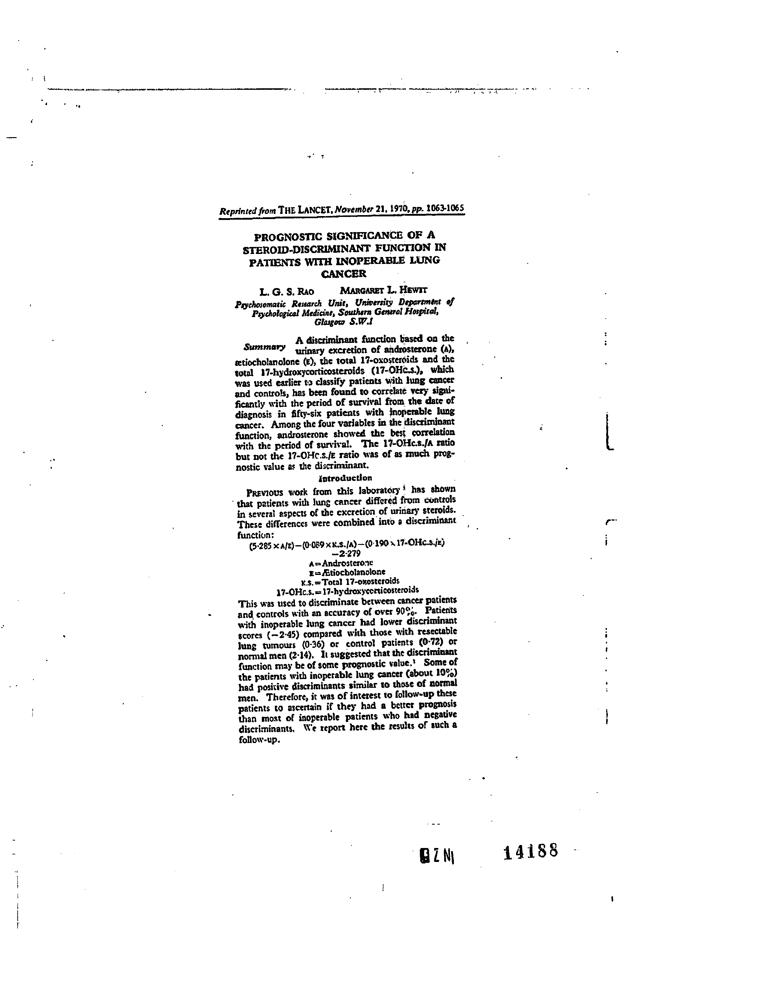 Reprinted from THE LANCET, November 21, 1970, pp. 1063-1065
PROGNOSTIC SIGNIFICANCE OF A
STEROID-DISCRIMINANT FUNCTION IN
PATIENTS WITH INOPERABLE LUNG
CANCER
L. G. S. RAO MARGARET L. HEWIT
Psychosomatic Research Unit, University Department of
Psychological Medicine, Southern General Hospital,
Glasgow S.W.1
Summary A discriminant function based on the
urinary excretion of androsterone (A),
ætiocholanolone (E), the total 17-oxosteroids and the
total 17-hydroxycorticosteroids (17-OHC.S.), which
was used earlier to classify patients with lung cancer
and controls, has been found to correlate very signi-
ficantly with the period of survival from the date of
diagnosis in fifty-six patients with inoperable lung
cancer. Among the four variables in the discriminant
function, androsterone showed the best correlation
with the period of survival. The 17-OHC.S./A ratio
but not the 17-OHC.S./E ratio was of as much prog-
nostic value as the discriminant.
Introduction
PREVIOUS work from this laboratory ¹ has shown
that patients with lung cancer differed from controls
in several aspects of the excretion of urinary steroids.
These differences were combined into a discriminant
function:
(5·285 × A/E)−(0·089 × K.S./A)−(0·190 × 17-OHC.S./E)
−2·279
A=Androsterone
E=Ætiocholanolone
K.S.=Total 17-oxosteroids
17-OHC.S.=17-hydroxycorticosteroids
This was used to discriminate between cancer patients
and controls with an accuracy of over 90%. Patients
with inoperable lung cancer had lower discriminant
scores (−2·45) compared with those with resectable
lung tumours (0·36) or control patients (0·72) or
normal men (2·14). It suggested that the discriminant
function may be of some prognostic value.¹ Some of
the patients with inoperable lung cancer (about 10%)
had positive discriminants similar to those of normal
men. Therefore, it was of interest to follow-up these
patients to ascertain if they had a better prognosis
than most of inoperable patients who had negative
discriminants. We report here the results of such a
follow-up.
14188